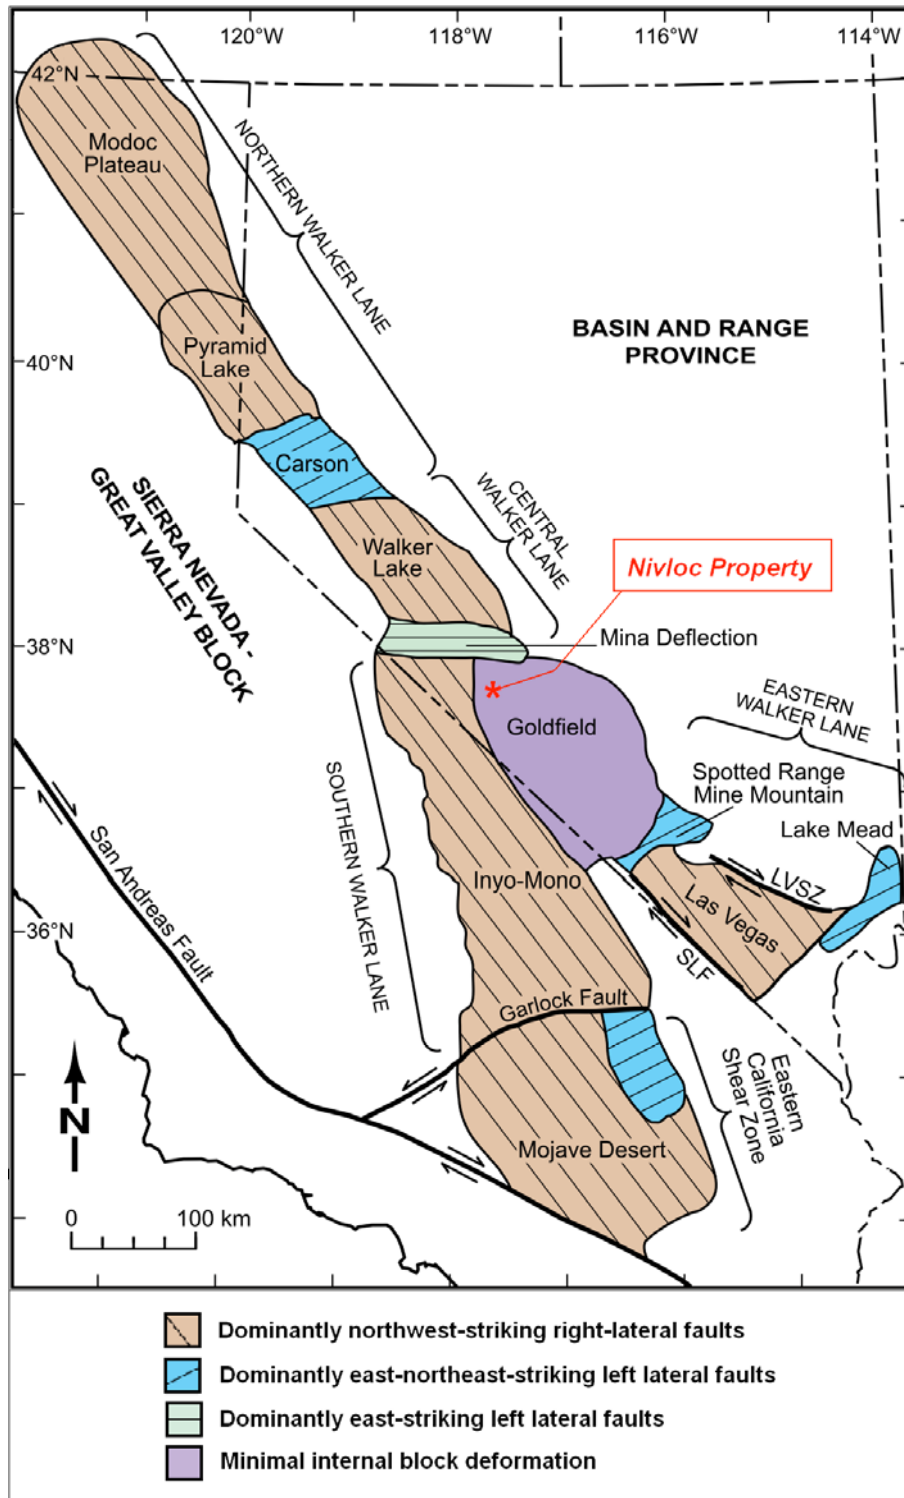 120°W
118°W
116°W
114°W
42°N
Modoc
Plateau
NORTHERN WALKER LANE
BASIN AND RANGE
PROVINCE
Pyramid
Lake
40°N
Carson
SIERRA NEVADA -
GREAT VALLEY BLOCK
CENTRAL
WALKER LANE
Walker
Lake
Nivloc Property
38°N
Mina Deflection
*
Goldfield
EASTERN
WALKER LANE
Spotted Range
Mine Mountain
Lake Mead
SOUTHERN WALKER LANE
San Andreas Fault
Inyo-Mono
LVSZ
Las Vegas
36°N
SLF
Garlock Fault
Eastern
California
Shear Zone
N
Mojave Desert
0 100 km
Dominantly northwest-striking right-lateral faults
Dominantly east-northeast-striking left lateral faults
Dominantly east-striking left lateral faults
Minimal internal block deformation